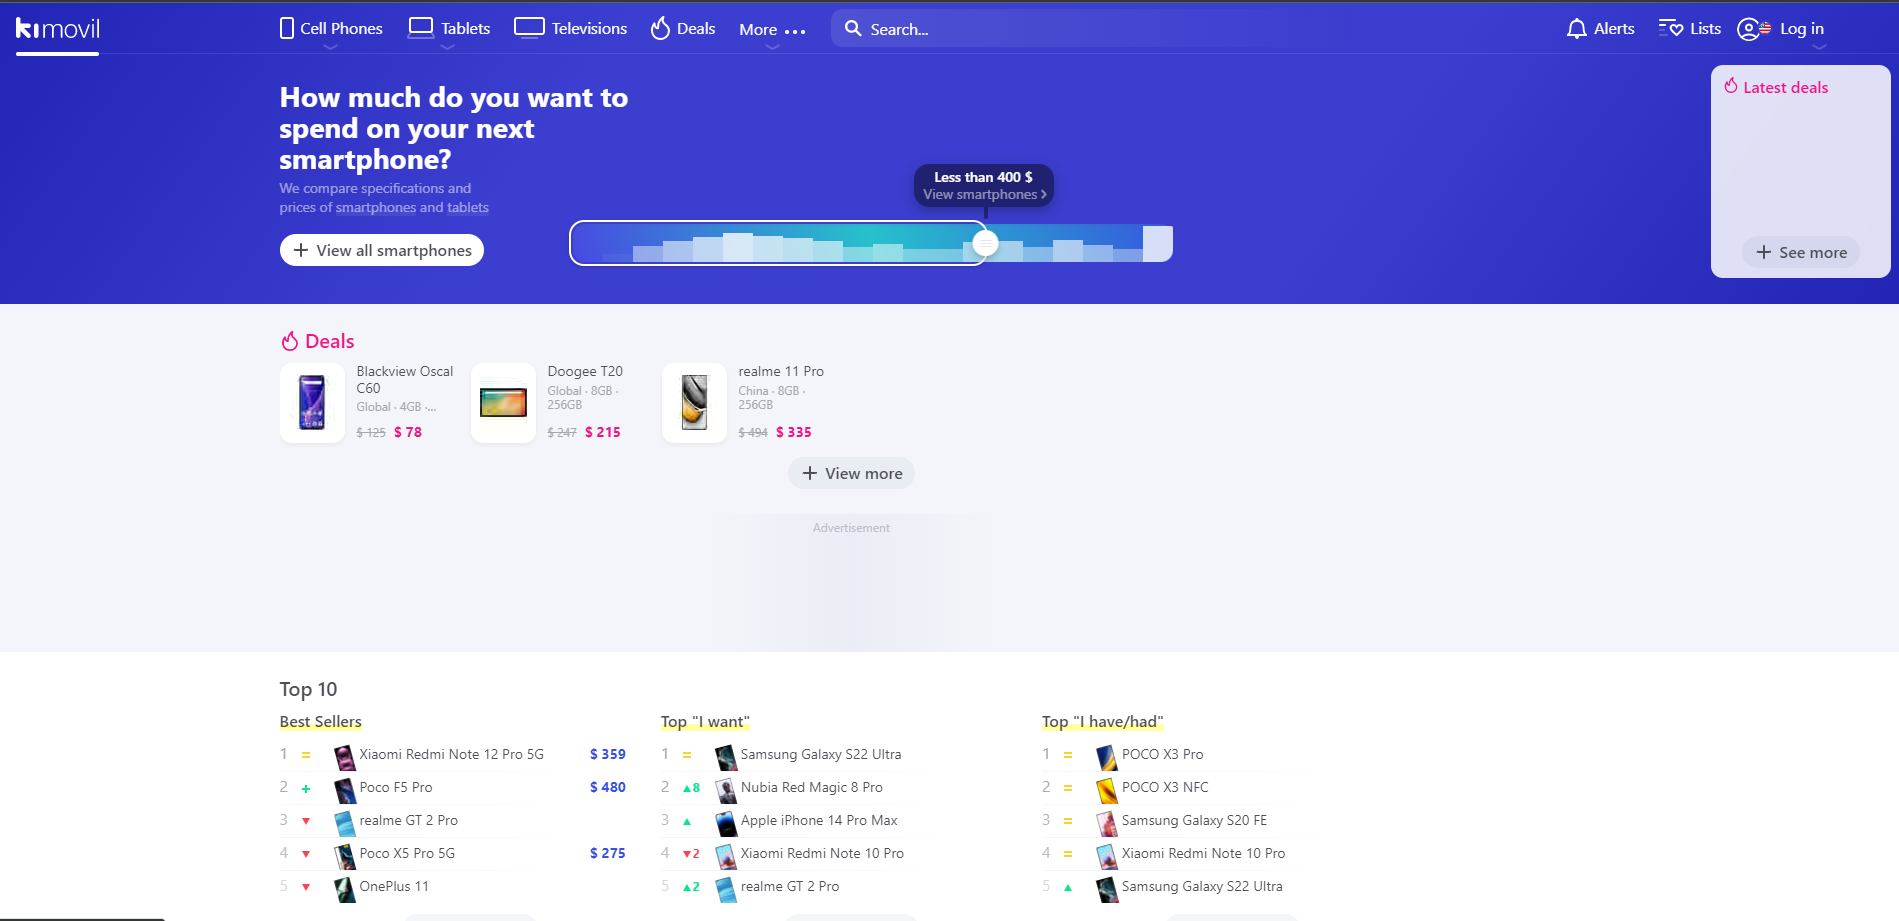 kimovil
Cell Phones
Tablets
Televisions
Deals
More
Search...
Alerts
Lists
Log in
How much do you want to
spend on your next
smartphone?
We compare specifications and
prices of smartphones and tablets
View all smartphones
Less than 400 $
View smartphones
Latest deals
See more
Deals
Blackview Oscal
C60
Global · 4GB ·...
$ 125 $ 78
Doogee T20
Global · 8GB ·
256GB
$ 247 $ 215
realme 11 Pro
China · 8GB ·
256GB
$ 494 $ 335
View more
Advertisement
Top 10
Best Sellers
1 = Xiaomi Redmi Note 12 Pro 5G $ 359
2 + Poco F5 Pro $ 480
3 ▼ realme GT 2 Pro
4 ▼ Poco X5 Pro 5G $ 275
5 ▼ OnePlus 11
Top "I want"
1 = Samsung Galaxy S22 Ultra
2 ▲8 Nubia Red Magic 8 Pro
3 ▲ Apple iPhone 14 Pro Max
4 ▼2 Xiaomi Redmi Note 10 Pro
5 ▲2 realme GT 2 Pro
Top "I have/had"
1 = POCO X3 Pro
2 = POCO X3 NFC
3 = Samsung Galaxy S20 FE
4 = Xiaomi Redmi Note 10 Pro
5 ▲ Samsung Galaxy S22 Ultra